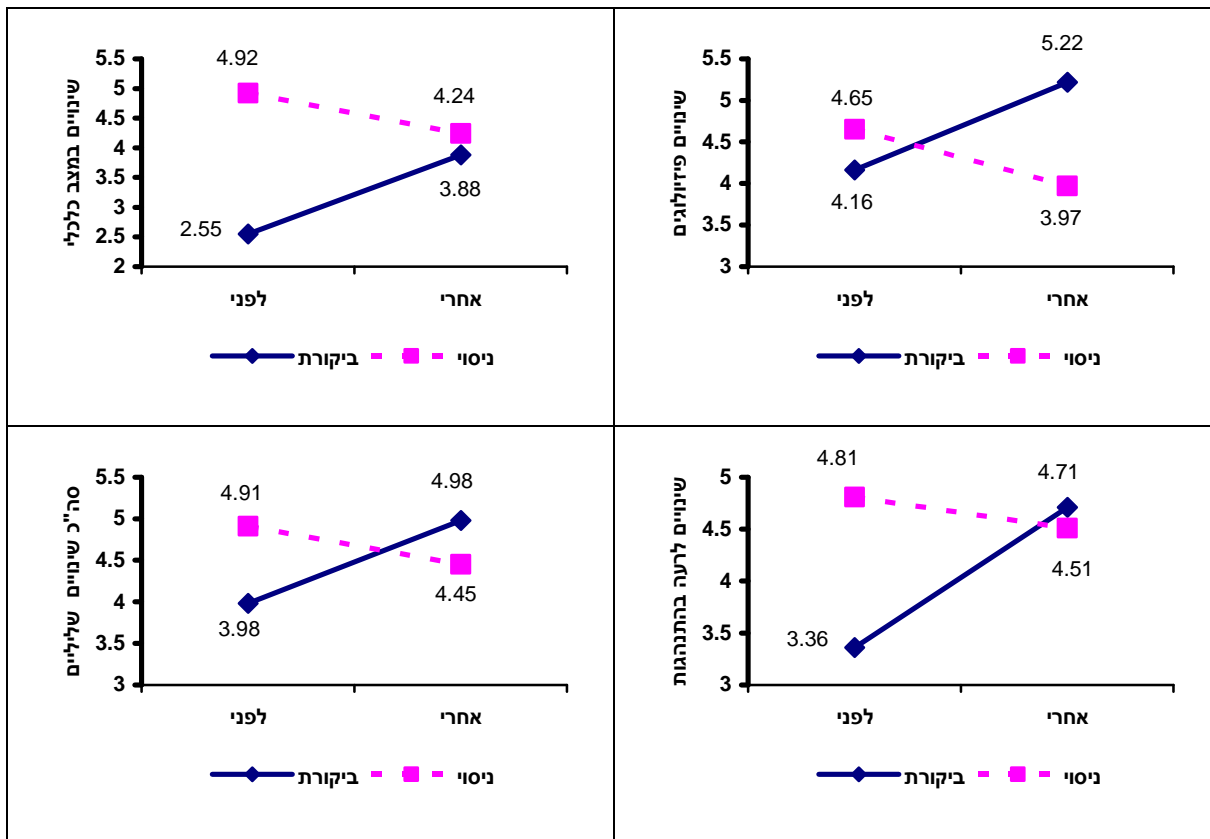 שינויים במצב כלכלי
5.5
5
4.5
4
3.5
3
2.5
2
4.92
4.24
2.55
3.88
לפני
אחרי
ביקורת
ניסוי
שינויים פיזיולוגים
5.5
5
4.5
4
3.5
3
5.22
4.65
4.16
3.97
לפני
אחרי
ביקורת
ניסוי
סה"כ שינויים שליליים
5.5
5
4.5
4
3.5
3
4.91
4.98
3.98
4.45
לפני
אחרי
ביקורת
ניסוי
שינויים לרעה בהתנהגות
5
4.5
4
3.5
3
4.81
4.71
3.36
4.51
לפני
אחרי
ביקורת
ניסוי